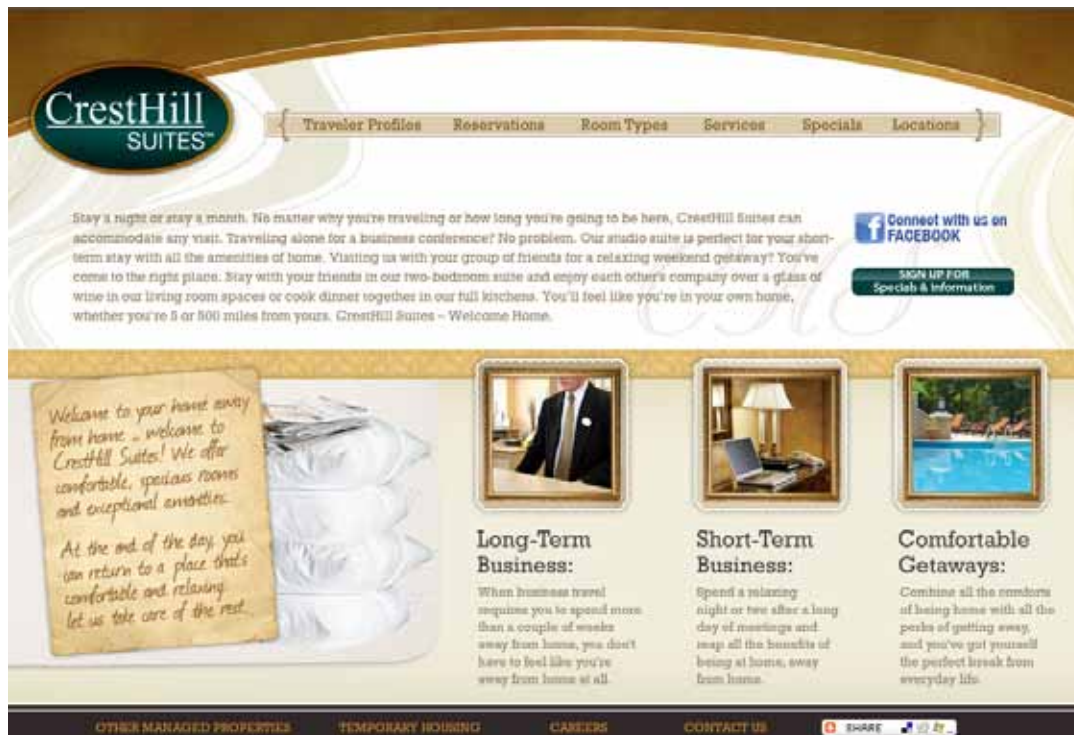 CrestHill
SUITES™
Traveler Profiles Reservations Room Types Services Specials Locations
Stay a night or stay a month. No matter why you're traveling or how long you're going to be here, CrestHill Suites can
accommodate any visit. Traveling alone for a business conference? No problem. Our studio suite is perfect for your short-
term stay with all the amenities of home. Visiting us with your group of friends for a relaxing weekend getaway? You've
come to the right place. Stay with your friends in our two-bedroom suite and enjoy each other's company over a glass of
wine in our living room spaces or cook dinner together in our full kitchens. You'll feel like you're in your own home,
whether you're 5 or 500 miles from yours. CrestHill Suites – Welcome Home.
Connect with us on
FACEBOOK
SIGN UP FOR
Specials & Information
Welcome to your home away
from home... welcome to
CrestHill Suites! We offer
comfortable, spacious rooms
and exceptional amenities.
At the end of the day, you
can return to a place that's
comfortable and relaxing
let us take care of the rest.
Long-Term
Business:
When business travel
requires you to spend more
than a couple of weeks
away from home, you don't
have to feel like you're
away from home at all.
Short-Term
Business:
Spend a relaxing
night or two after a long
day of meetings and
reap all the benefits of
being at home, away
from home.
Comfortable
Getaways:
Combine all the comforts
of being home with all the
perks of getting away,
and you've got yourself
the perfect break from
everyday life.
OTHER MANAGED PROPERTIES TEMPORARY HOUSING CAREERS CONTACT US SHARE